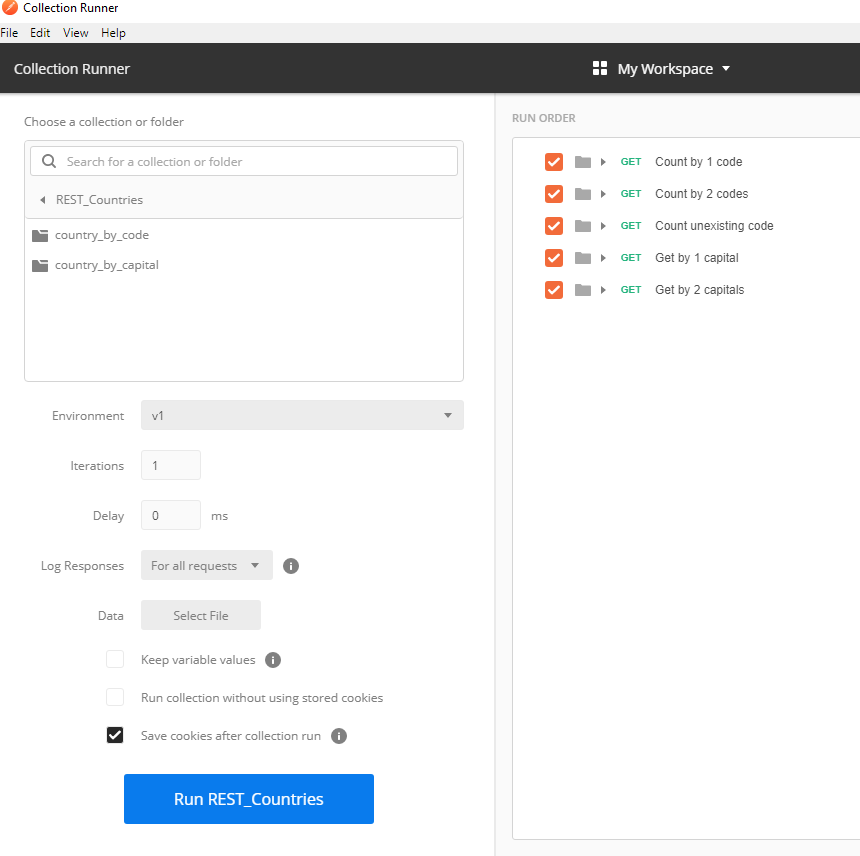 Collection Runner
File Edit View Help
Collection Runner
My Workspace
Choose a collection or folder
Search for a collection or folder
REST_Countries
country_by_code
country_by_capital
Environment v1
Iterations 1
Delay 0 ms
Log Responses For all requests
Data Select File
Keep variable values
Run collection without using stored cookies
Save cookies after collection run
Run REST_Countries
RUN ORDER
GET Count by 1 code
GET Count by 2 codes
GET Count unexisting code
GET Get by 1 capital
GET Get by 2 capitals